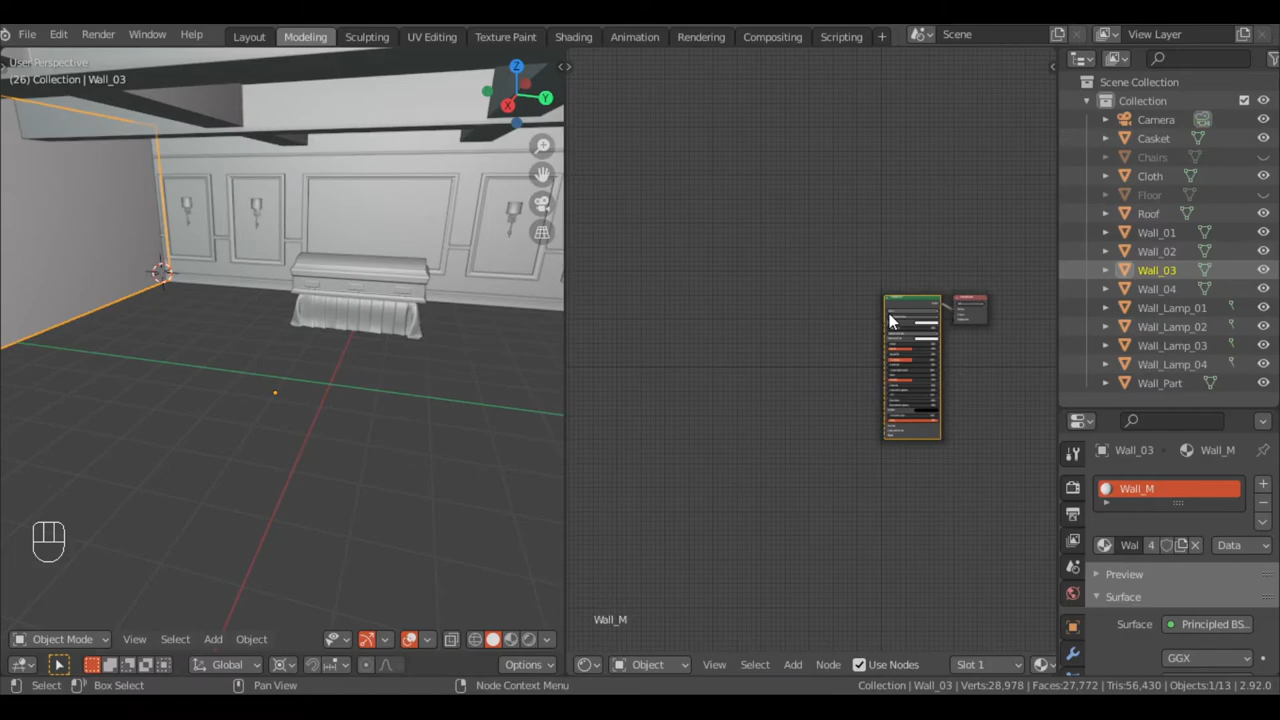 File Edit Render Window Help Layout Modeling Sculpting UV Editing Texture Paint Shading Animation Rendering Compositing Scripting + Scene View Layer
User Perspective
(26) Collection | Wall_03
Z
Y
X
Scene Collection
Collection
Camera
Casket
Chairs
Cloth
Floor
Roof
Wall_01
Wall_02
Wall_03
Wall_04
Wall_Lamp_01
Wall_Lamp_02
Wall_Lamp_03
Wall_Lamp_04
Wall_Part
Wall_03 Wall_M
Wall_M
Wal 4 Data
Preview
Surface
Surface Principled BS...
GGX
Wall_M
Object Mode View Select Add Object
Global Options
Object View Select Add Node Use Nodes Slot 1
Select Box Select Pan View Node Context Menu Collection | Wall_03 | Verts:28,978 | Faces:27,772 | Tris:56,430 | Objects:1/13 | 2.92.0